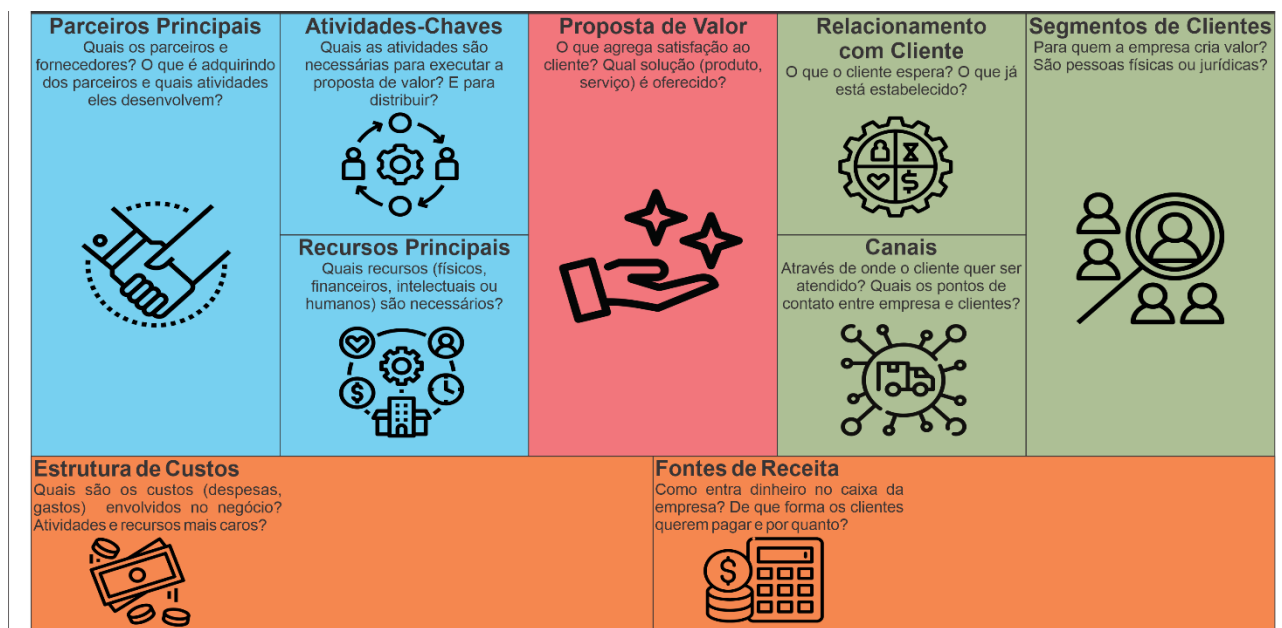 Parceiros Principais
Quais os parceiros e
fornecedores? O que é adquirindo
dos parceiros e quais atividades
eles desenvolvem?
Atividades-Chaves
Quais as atividades são
necessárias para executar a
proposta de valor? E para
distribuir?
Recursos Principais
Quais recursos (físicos,
financeiros, intelectuais ou
humanos) são necessários?
$
Proposta de Valor
O que agrega satisfação ao
cliente? Qual solução (produto,
serviço) é oferecido?
Relacionamento
com Cliente
O que o cliente espera? O que já
está estabelecido?
$
Canais
Através de onde o cliente quer ser
atendido? Quais os pontos de
contato entre empresa e clientes?
Segmentos de Clientes
Para quem a empresa cria valor?
São pessoas físicas ou jurídicas?
Estrutura de Custos
Quais são os custos (despesas,
gastos) envolvidos no negócio?
Atividades e recursos mais caros?
Fontes de Receita
Como entra dinheiro no caixa da
empresa? De que forma os clientes
querem pagar e por quanto?
$